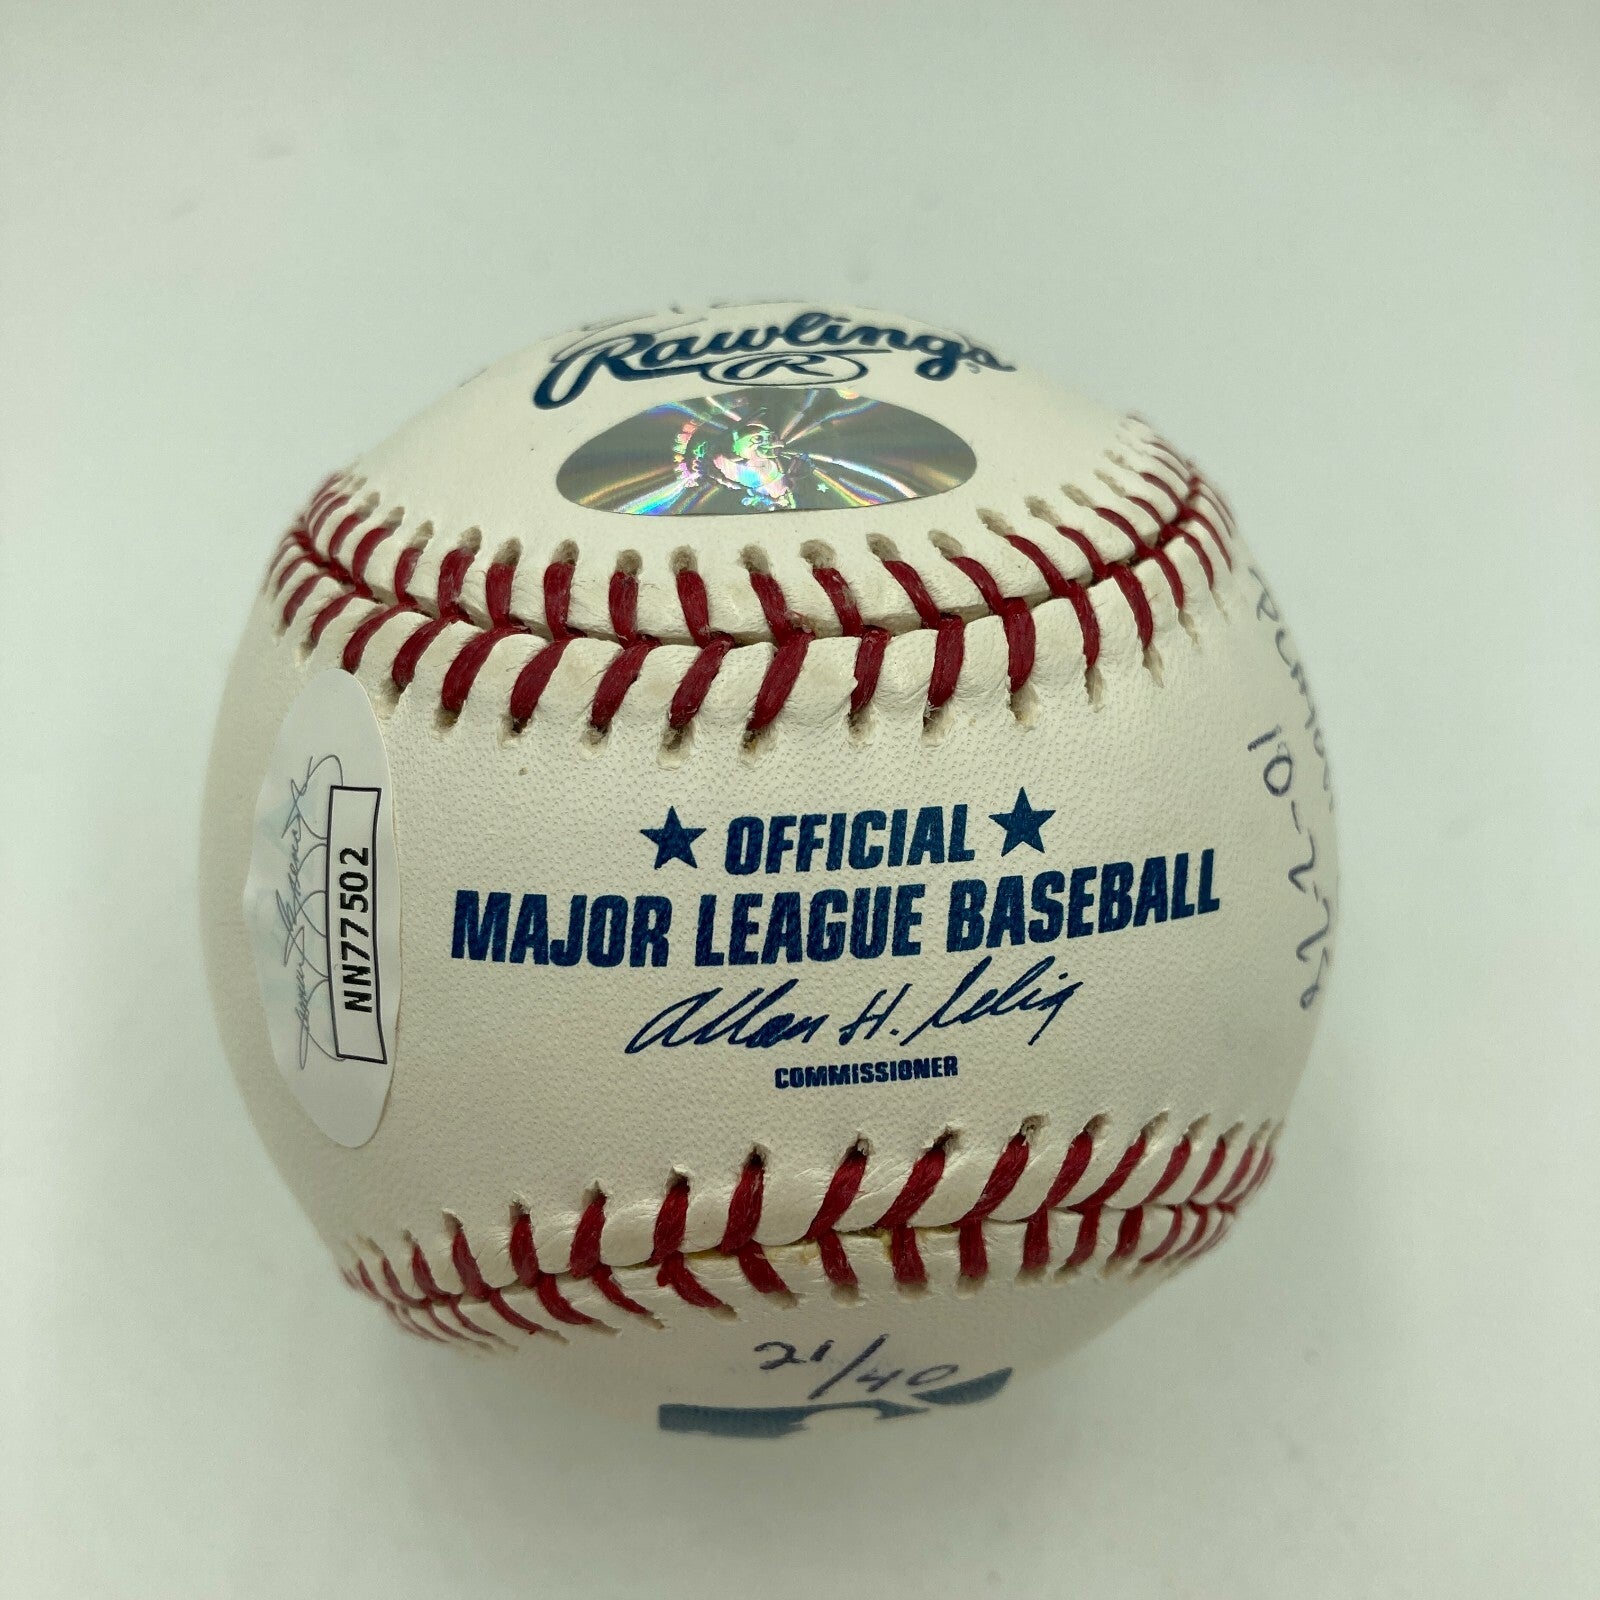 Rawlings
R
OFFICIAL
MAJOR LEAGUE BASEBALL
Allan H. Selig
COMMISSIONER
NN77502
21/40